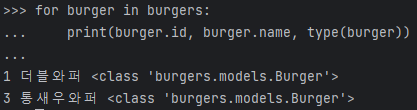 >>> for burger in burgers:
...     print(burger.id, burger.name, type(burger))
...
1 더블와퍼 <class 'burgers.models.Burger'>
3 통새우와퍼 <class 'burgers.models.Burger'>